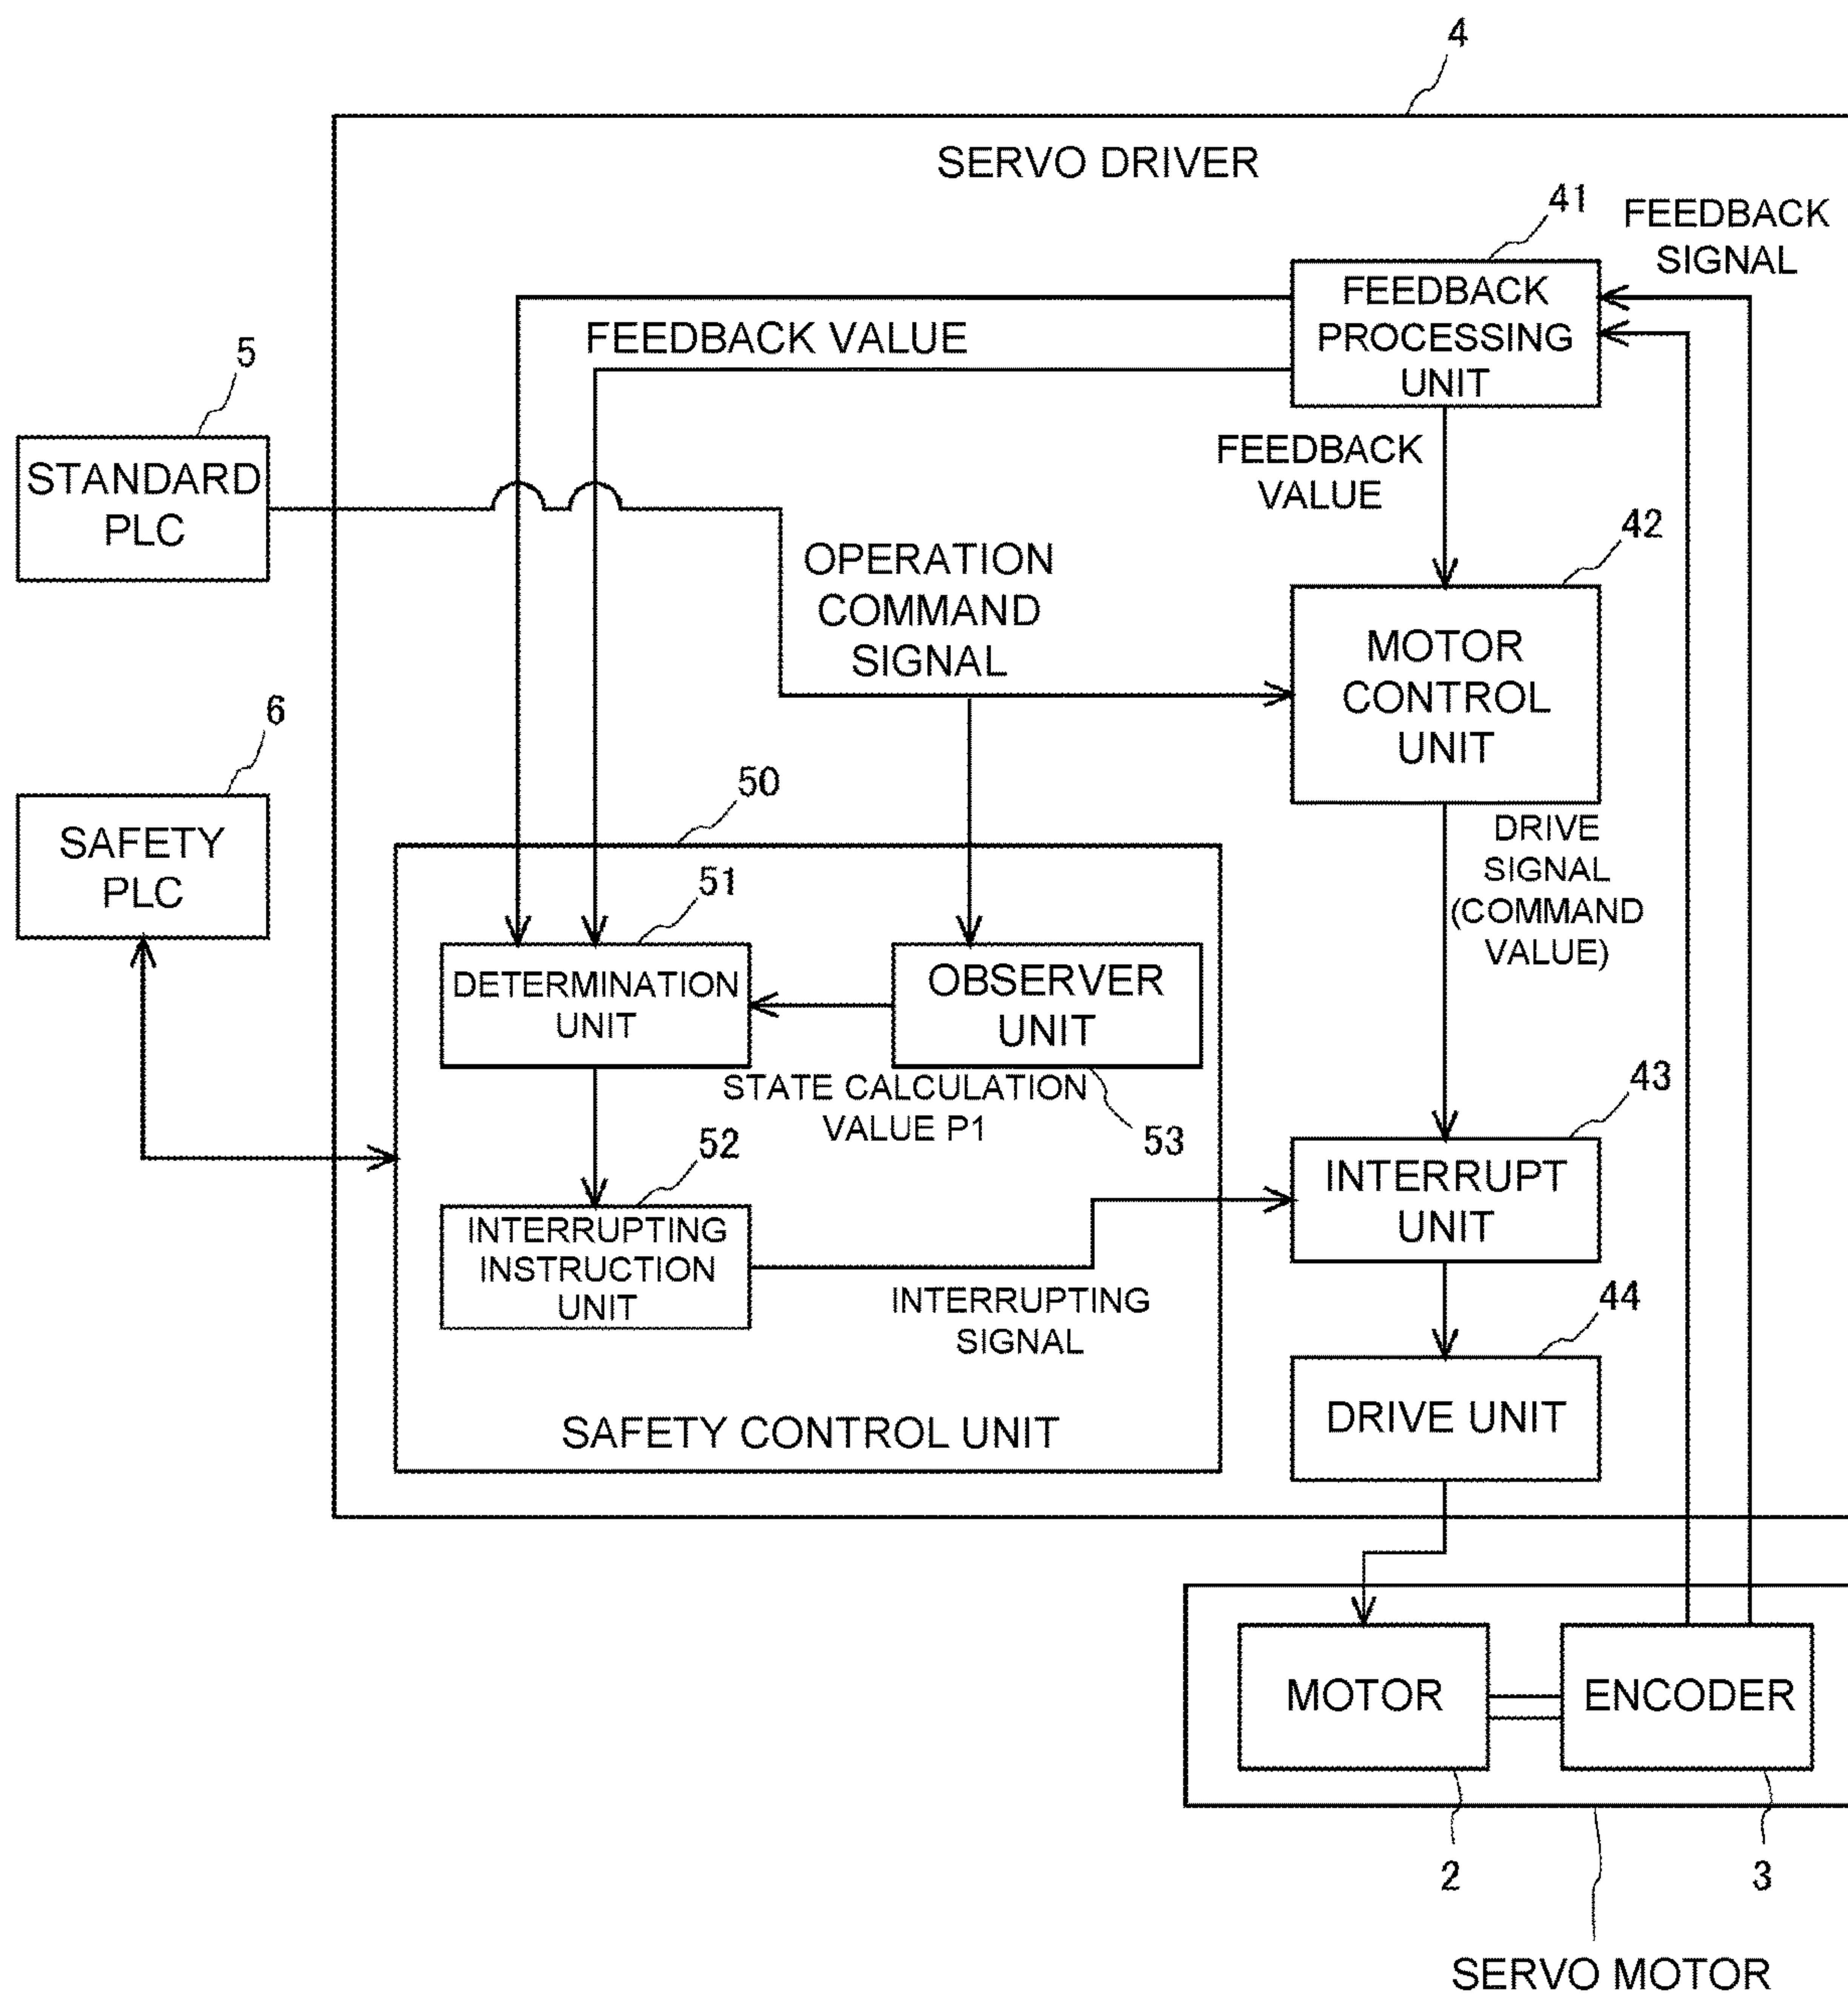 4
SERVO DRIVER
41
FEEDBACK
SIGNAL
FEEDBACK
PROCESSING
UNIT
FEEDBACK VALUE
5
STANDARD
PLC
FEEDBACK
VALUE
42
OPERATION
COMMAND
SIGNAL
MOTOR
CONTROL
UNIT
6
SAFETY
PLC
50
DRIVE
SIGNAL
(COMMAND
VALUE)
51
DETERMINATION
UNIT
OBSERVER
UNIT
STATE CALCULATION
VALUE P1
53
43
52
INTERRUPT
UNIT
INTERRUPTING
INSTRUCTION
UNIT
INTERRUPTING
SIGNAL
44
DRIVE UNIT
SAFETY CONTROL UNIT
MOTOR
ENCODER
2
3
SERVO MOTOR